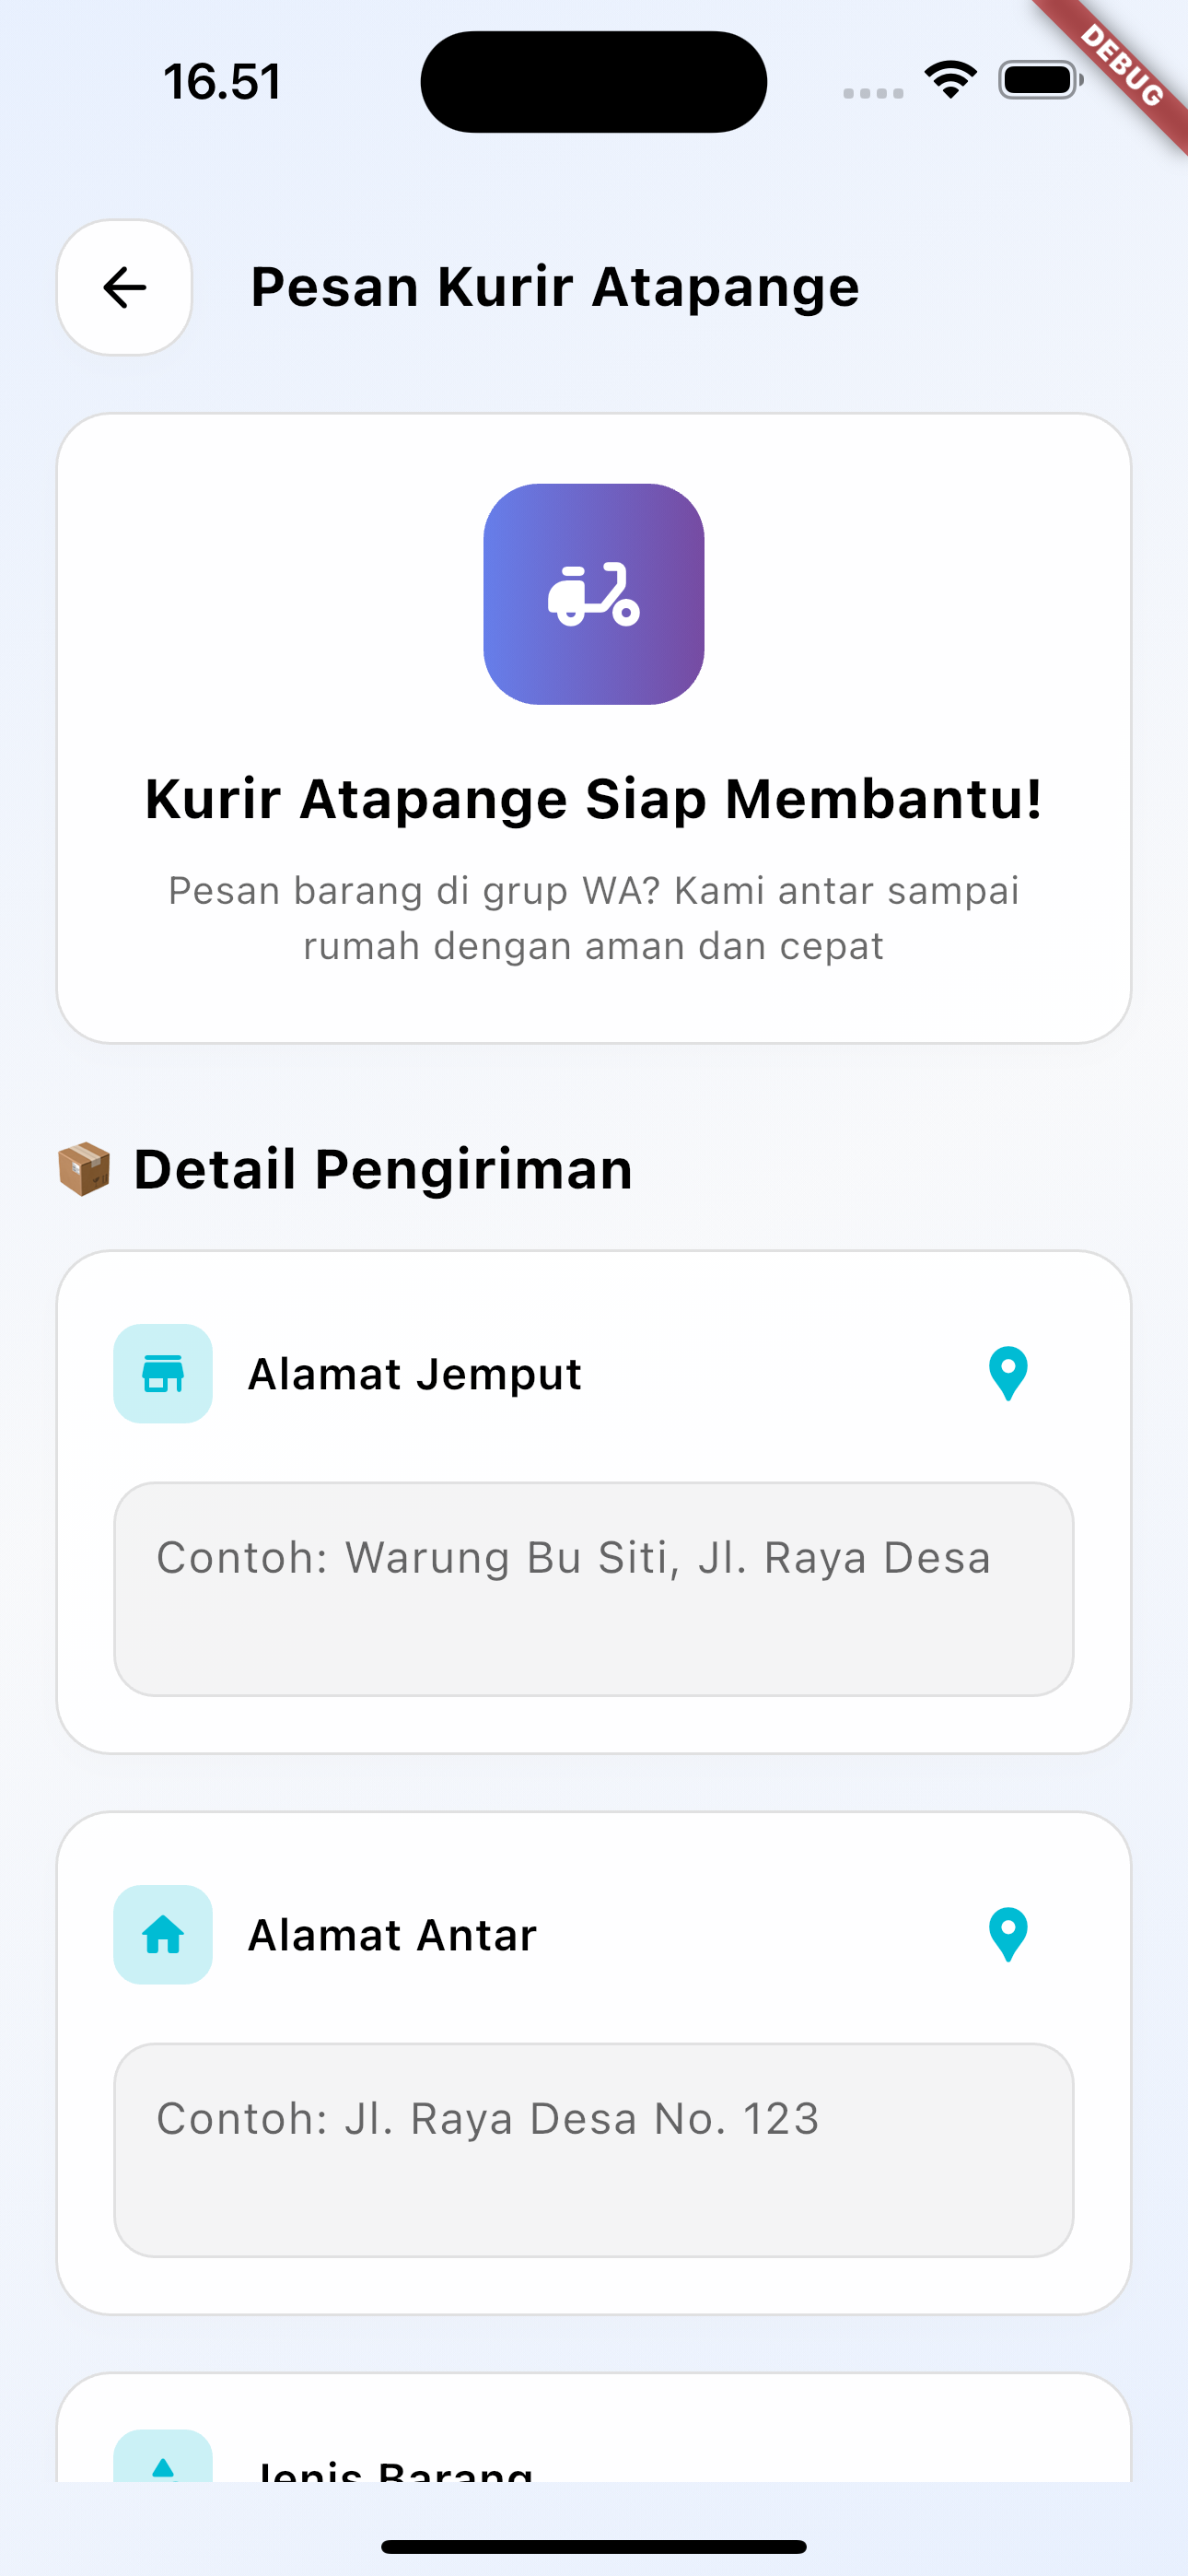 16.51
DEBUG
Pesan Kurir Atapange
Kurir Atapange Siap Membantu!
Pesan barang di grup WA? Kami antar sampai
rumah dengan aman dan cepat
📦 Detail Pengiriman
Alamat Jemput
Contoh: Warung Bu Siti, Jl. Raya Desa
Alamat Antar
Contoh: Jl. Raya Desa No. 123
Jenis Barang